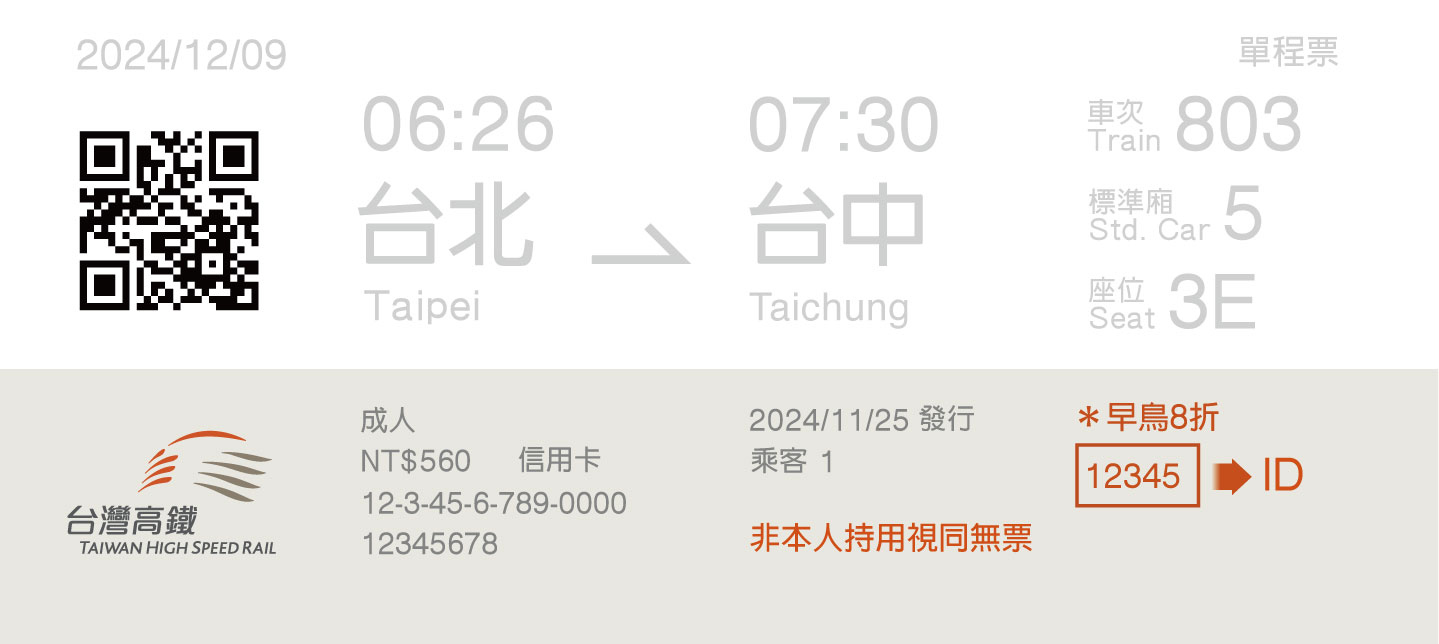 2024/12/09
單程票
06:26
07:30
車次
Train 803
台北
台中
標準廂
Std. Car 5
Taipei
Taichung
座位
Seat 3E
成人
NT$560 信用卡
12-3-45-6-789-0000
12345678
2024/11/25 發行
乘客 1
非本人持用視同無票
*早鳥8折
12345 ID
台灣高鐵
TAIWAN HIGH SPEED RAIL